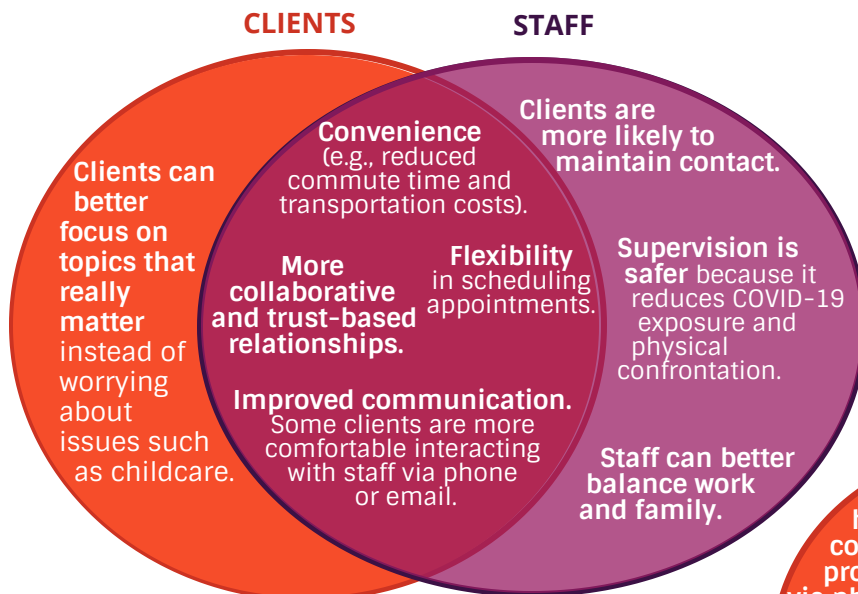 CLIENTS
STAFF
Clients can
better
focus on
topics that
really
matter
instead of
worrying
about
issues such
as childcare.
Convenience
(e.g., reduced
commute time and
transportation costs).
More
collaborative
and trust-based
relationships.
Flexibility
in scheduling
appointments.
Improved communication.
Some clients are more
comfortable interacting
with staff via phone
or email.
Clients are
more likely to
maintain contact.
Supervision is
safer because it
reduces COVID-19
exposure and
physical
confrontation.
Staff can better
balance work
and family.